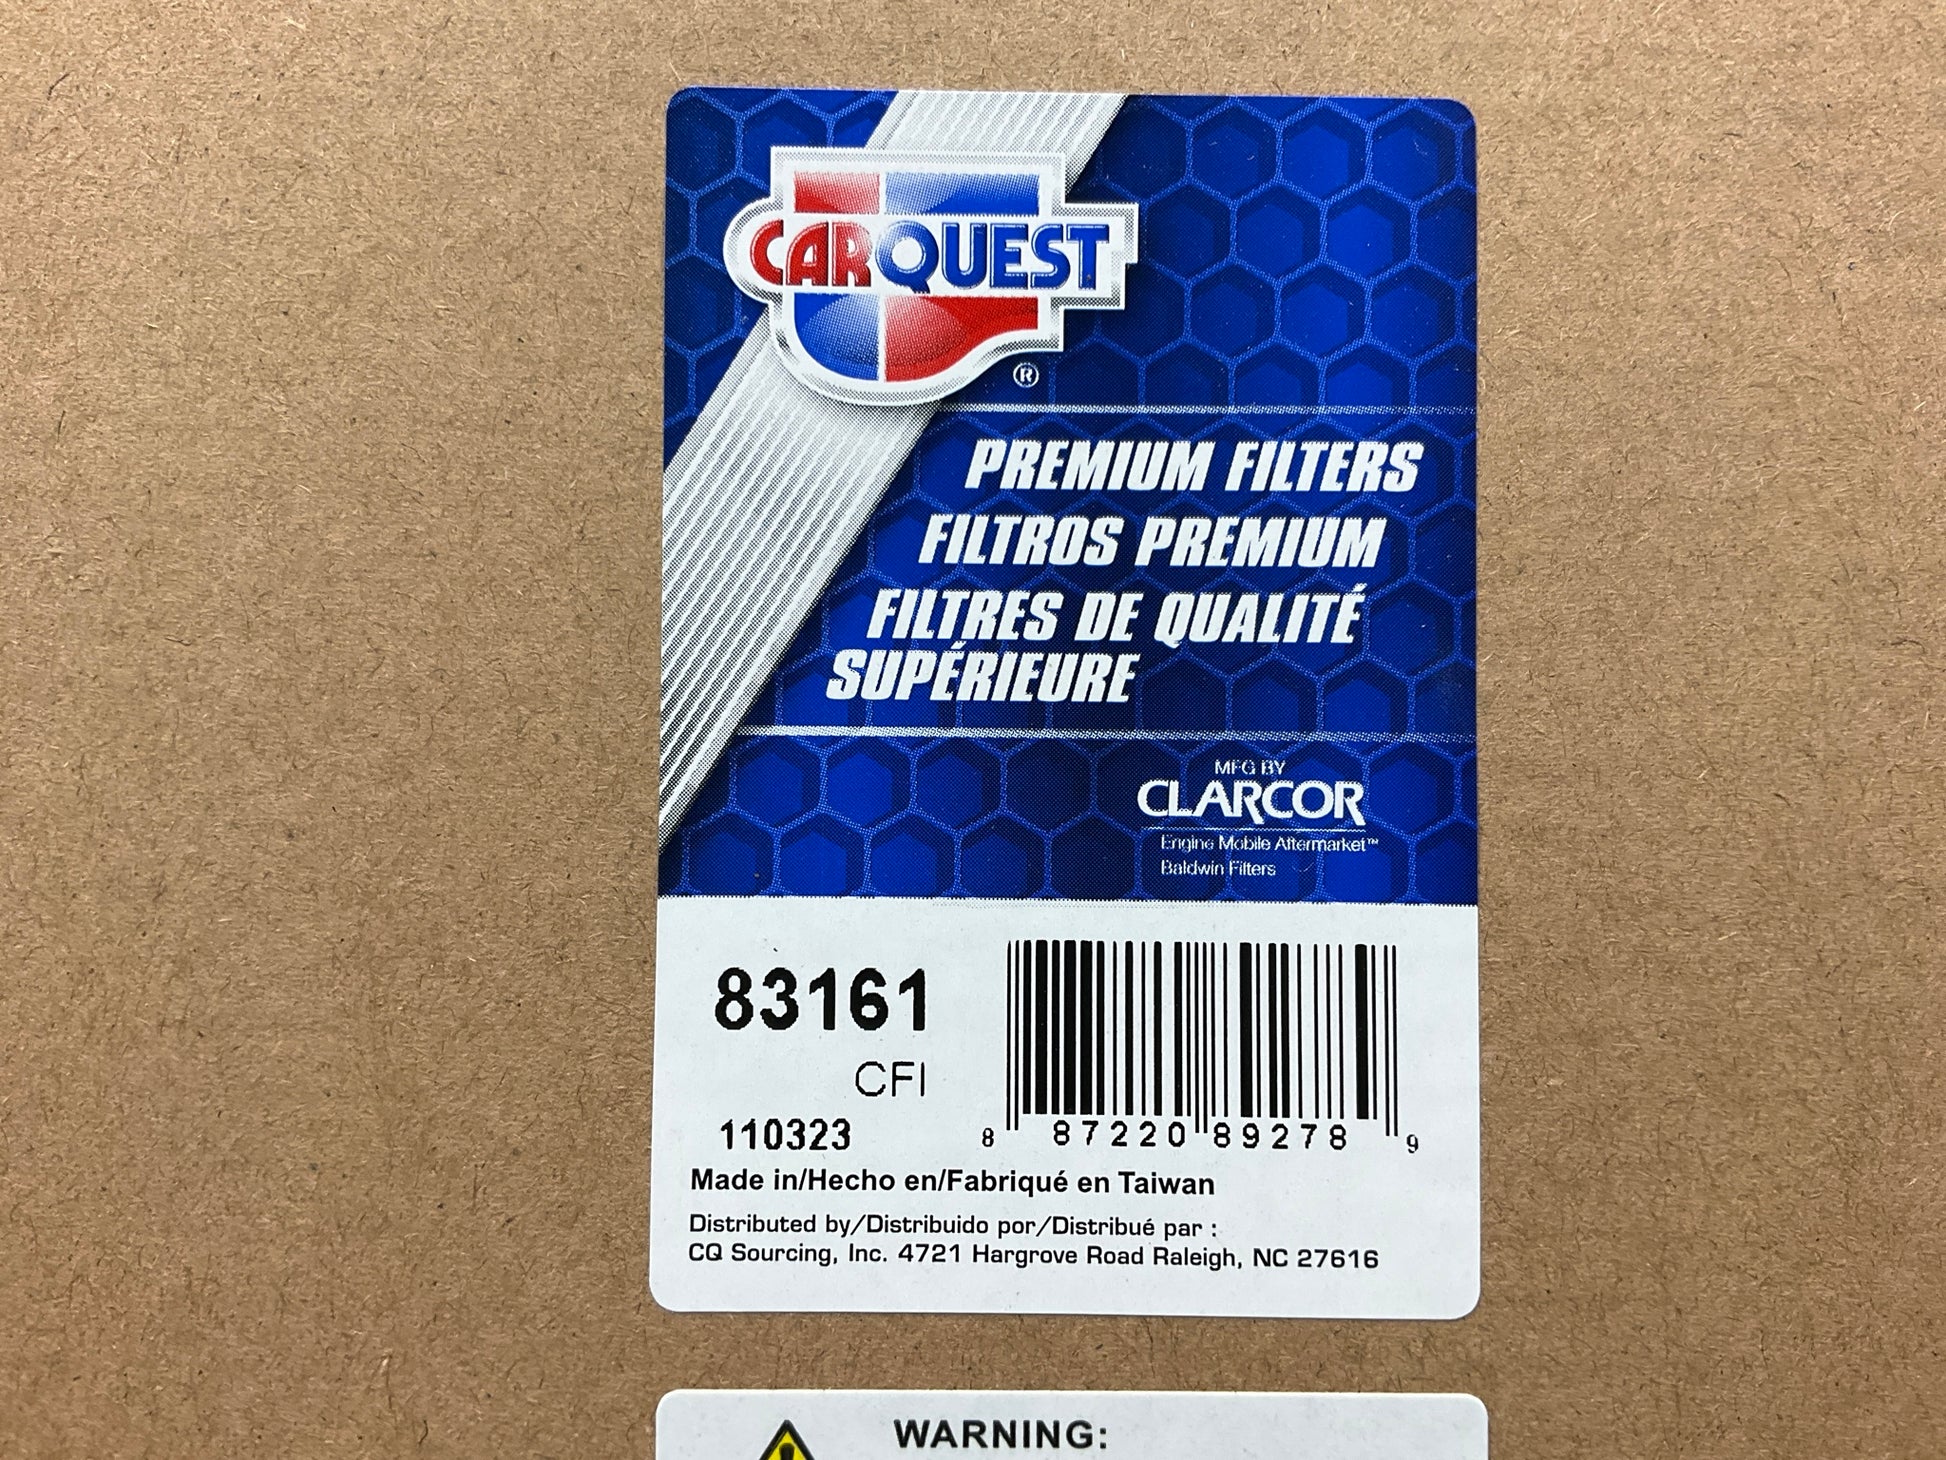 CARQUEST
®
PREMIUM FILTERS
FILTROS PREMIUM
FILTRES DE QUALITÉ
SUPÉRIEURE
MFG BY
CLARCOR
Engine Mobile Aftermarket™
Baldwin Filters
83161
CFI
110323
8 87220 89278 9
Made in/Hecho en/Fabriqué en Taiwan
Distributed by/Distribuido por/Distribué par :
CQ Sourcing, Inc. 4721 Hargrove Road Raleigh, NC 27616
WARNING: